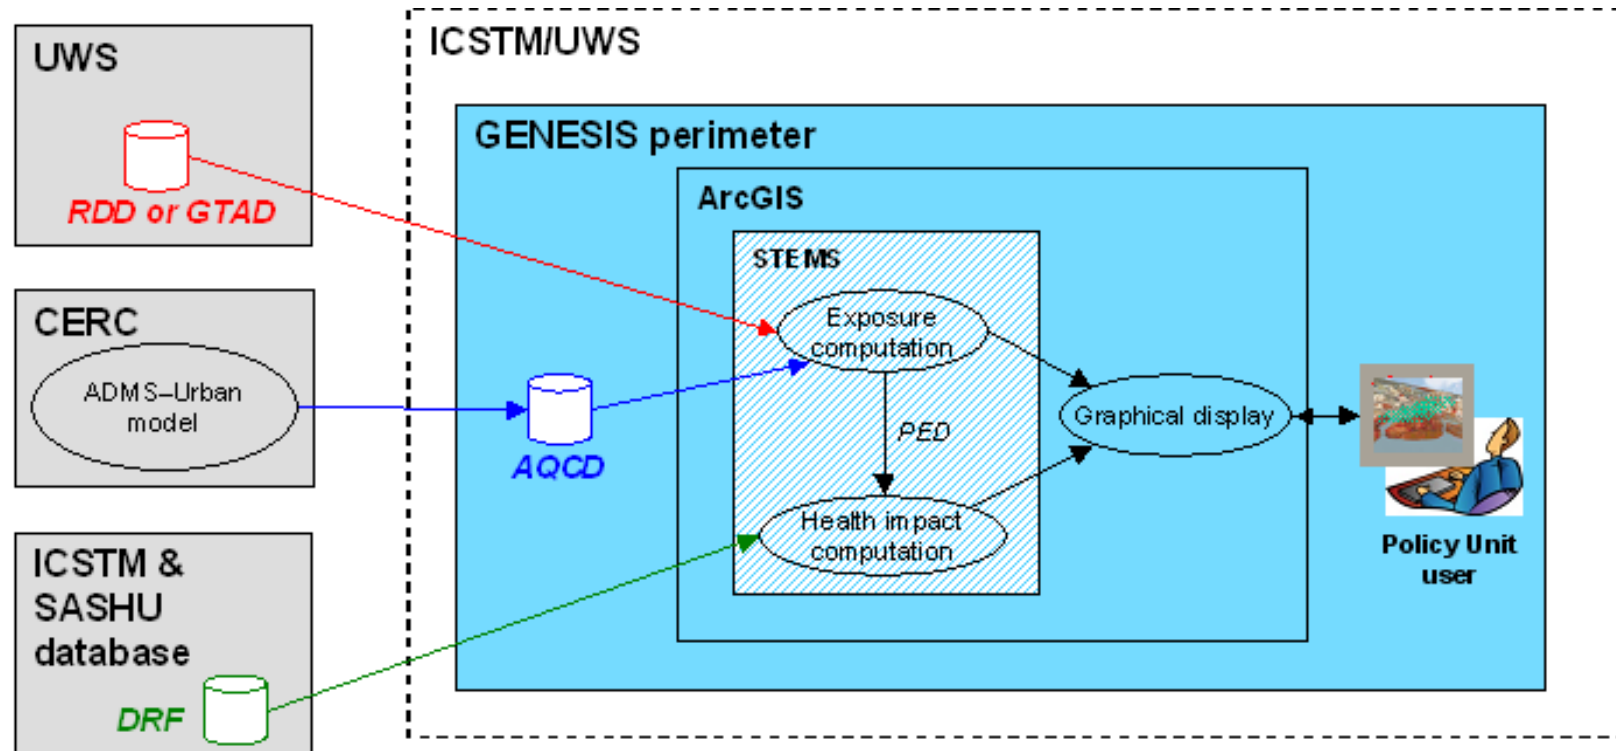 UWS
RDD or GTAD
CERC
ADMS–Urban
model
ICSTM &
SASHU
database
DRF
ICSTM/UWS
GENESIS perimeter
ArcGIS
STEMS
Exposure
computation
PED
Health impact
computation
AQCD
Graphical display
Policy Unit
user